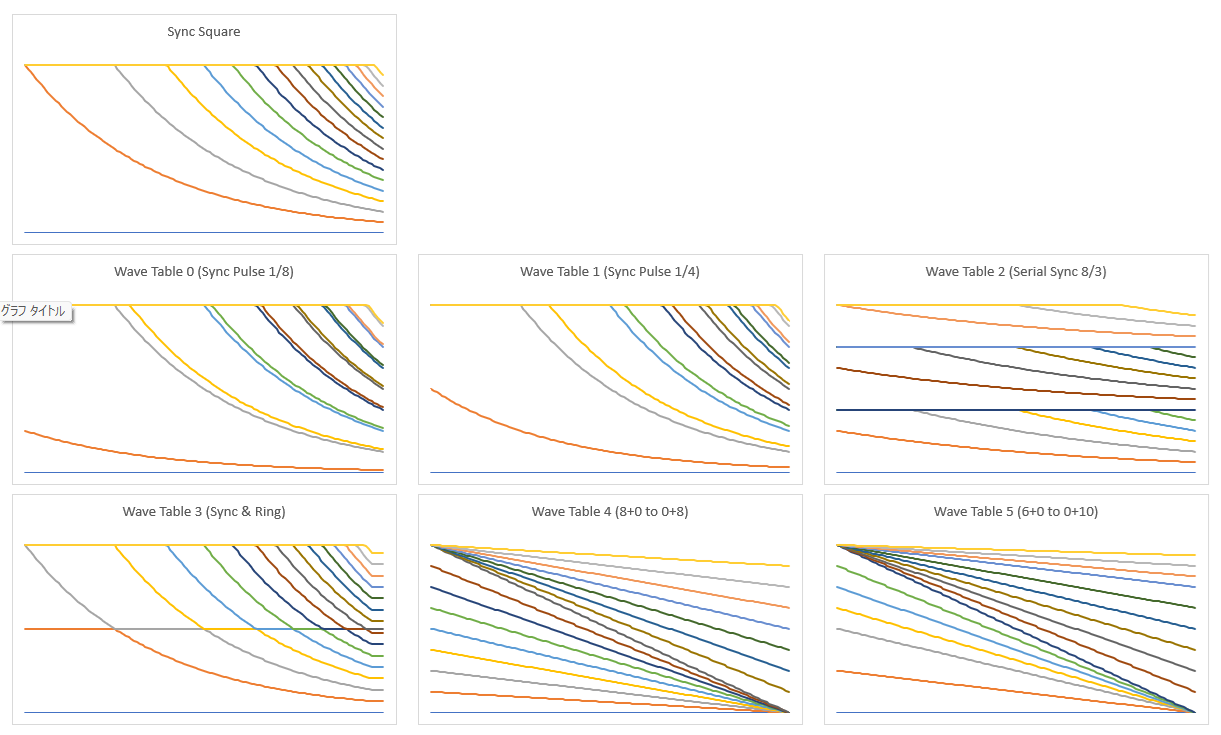 Sync Square
Wave Table 0 (Sync Pulse 1/8)
Wave Table 1 (Sync Pulse 1/4)
Wave Table 2 (Serial Sync 8/3)
グラフ タイトル
Wave Table 3 (Sync & Ring)
Wave Table 4 (8+0 to 0+8)
Wave Table 5 (6+0 to 0+10)